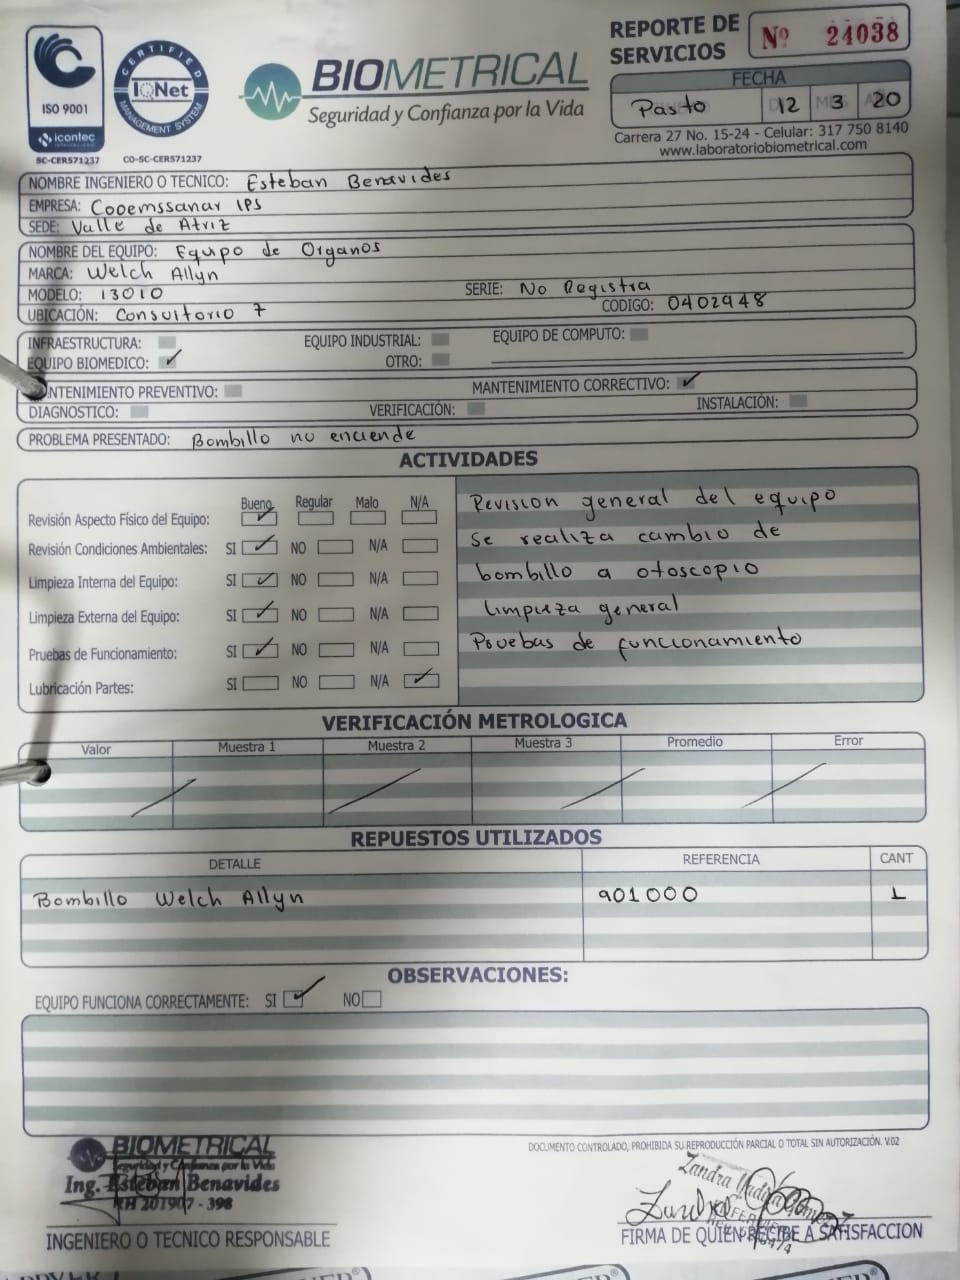 ISO 9001
icontec
SC-CER571237
CERTIFIED
IQNet
MANAGEMENT SYSTEM
CO-SC-CER571237
BIOMETRICAL
Seguridad y Confianza por la Vida
REPORTE DE SERVICIOS
Nº 24038
FECHA
Pasto 12 3 20
Carrera 27 No. 15-24 - Celular: 317 750 8140
www.laboratoriobiometrical.com
NOMBRE INGENIERO O TECNICO: Esteban Benavides
EMPRESA: Cooemssanar IPS
SEDE: Valle de Atriz
NOMBRE DEL EQUIPO: Equipo de Organos
MARCA: Welch Allyn
MODELO: 13010 SERIE: No Registra
UBICACIÓN: Consultorio 7 CODIGO: 0402948
INFRAESTRUCTURA: EQUIPO INDUSTRIAL: EQUIPO DE COMPUTO:
EQUIPO BIOMEDICO: ✓ OTRO:
NTENIMIENTO PREVENTIVO: MANTENIMIENTO CORRECTIVO: ✓
DIAGNOSTICO: VERIFICACIÓN: INSTALACIÓN:
PROBLEMA PRESENTADO: Bombillo no enciende
ACTIVIDADES
Bueno Regular Malo N/A
Revisión Aspecto Físico del Equipo: ✓
Revisión Condiciones Ambientales: SI ✓ NO N/A
Limpieza Interna del Equipo: SI ✓ NO N/A
Limpieza Externa del Equipo: SI ✓ NO N/A
Pruebas de Funcionamiento: SI ✓ NO N/A
Lubricación Partes: SI NO N/A ✓
Revision general del equipo
Se realiza cambio de
bombillo a otoscopio
Limpieza general
Pruebas de funcionamiento
VERIFICACIÓN METROLOGICA
Valor Muestra 1 Muestra 2 Muestra 3 Promedio Error
REPUESTOS UTILIZADOS
DETALLE REFERENCIA CANT
Bombillo Welch Allyn 901000 1
OBSERVACIONES:
EQUIPO FUNCIONA CORRECTAMENTE: SI ✓ NO
DOCUMENTO CONTROLADO, PROHIBIDA SU REPRODUCCIÓN PARCIAL O TOTAL SIN AUTORIZACIÓN. V.02
BIOMETRICAL
Seguridad y Confianza por la Vida
Ing. Esteban Benavides
RH 201907 - 398
INGENIERO O TECNICO RESPONSABLE
FIRMA DE QUIEN RECIBE A SATISFACCION